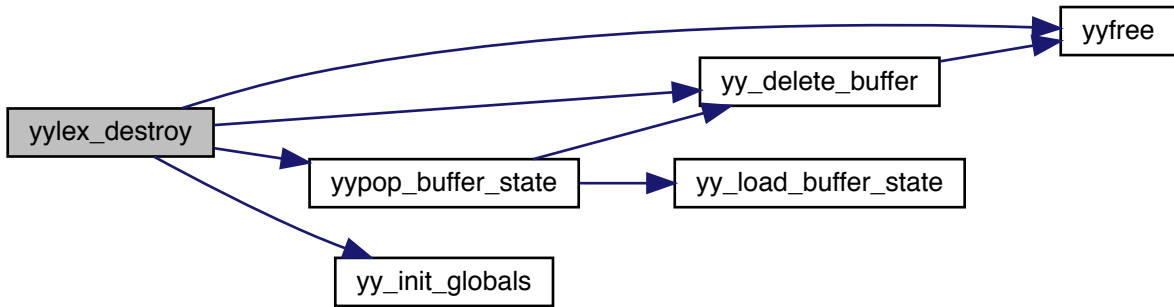 yylex_destroy
yyfree
yy_delete_buffer
yypop_buffer_state
yy_load_buffer_state
yy_init_globals